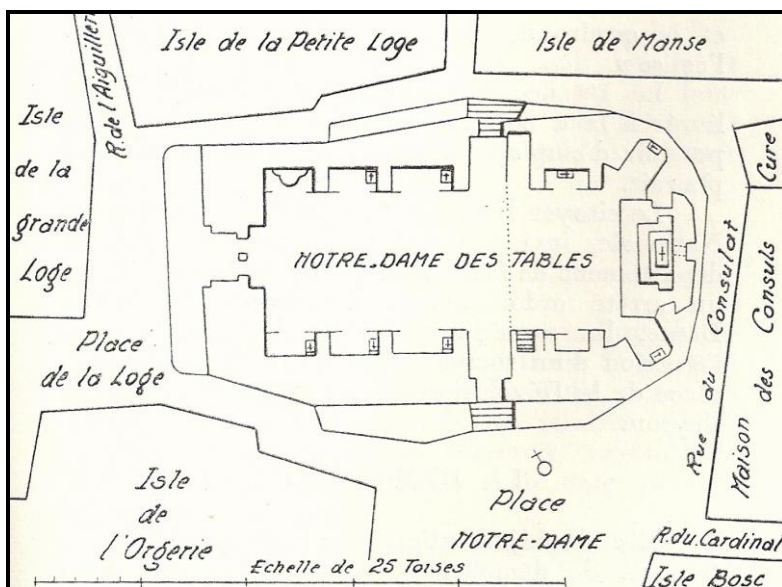 Isle de la Petite Loge
Isle de Manse
R. de l'Aiguillerie
Isle
de la
grande
Loge
Cure
NOTRE-DAME DES TABLES
Place
de la Loge
Rue du Consulat
Maison des Consuls
Isle
de
l'Orgerie
Place
NOTRE-DAME
R.du.Cardinal
Echelle de 25 Toises
Isle Bosc